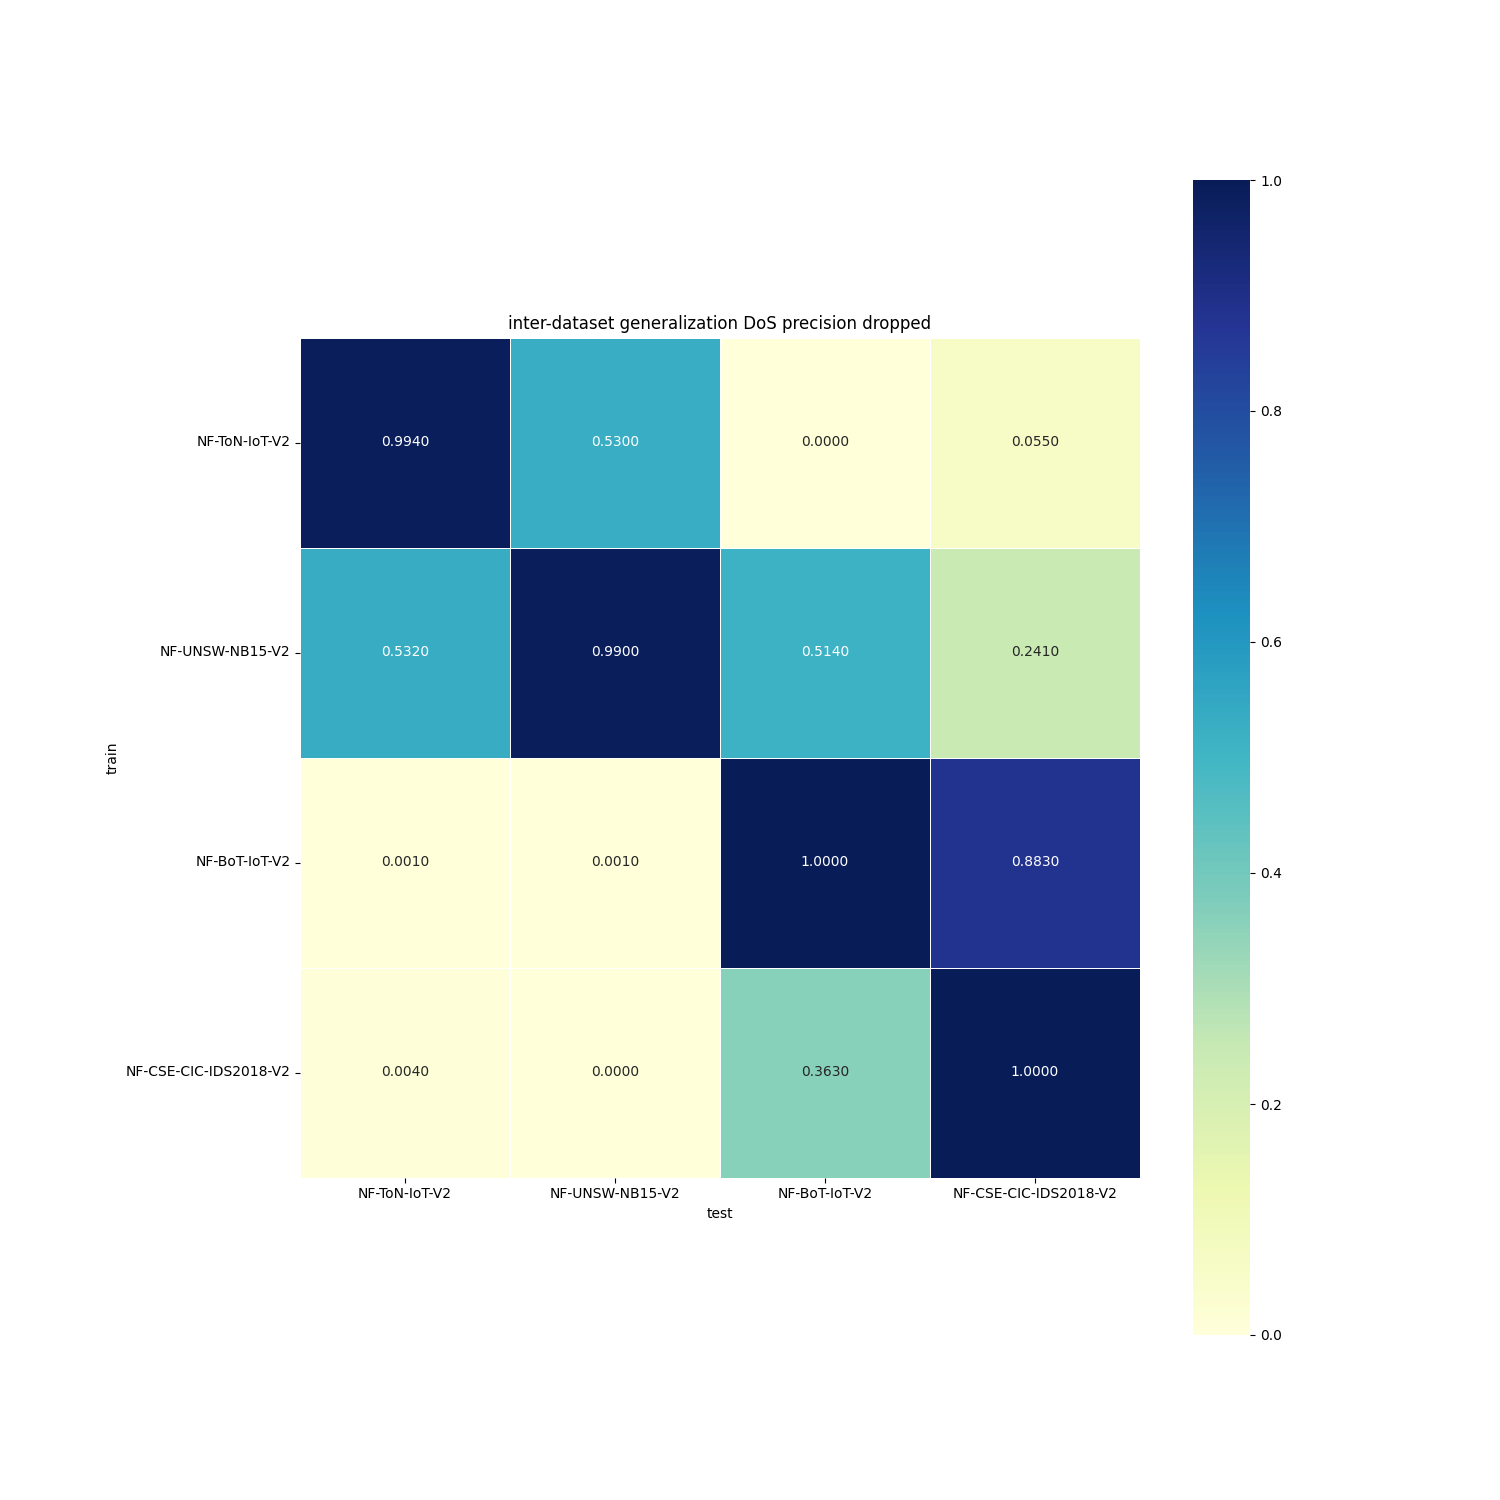 inter-dataset generalization DoS precision dropped
NF-ToN-IoT-V2 0.9940 0.5300 0.0000 0.0550
NF-UNSW-NB15-V2 0.5320 0.9900 0.5140 0.2410
NF-BoT-IoT-V2 0.0010 0.0010 1.0000 0.8830
NF-CSE-CIC-IDS2018-V2 0.0040 0.0000 0.3630 1.0000
train
NF-ToN-IoT-V2 NF-UNSW-NB15-V2 NF-BoT-IoT-V2 NF-CSE-CIC-IDS2018-V2
test
1.0
0.8
0.6
0.4
0.2
0.0